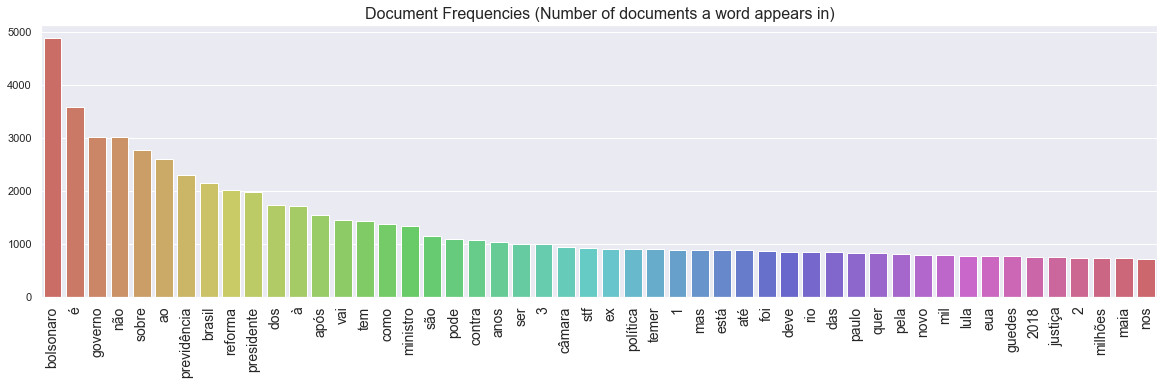 Document Frequencies (Number of documents a word appears in)
5000
4000
3000
2000
1000
0
bolsonaro
é
governo
não
sobre
ao
previdência
brasil
reforma
presidente
dos
à
após
vai
tem
como
ministro
são
pode
contra
anos
ser
3
câmara
stf
ex
política
temer
1
mas
está
até
foi
deve
rio
das
paulo
quer
pela
novo
mil
lula
eua
guedes
2018
justiça
2
milhões
maia
nos